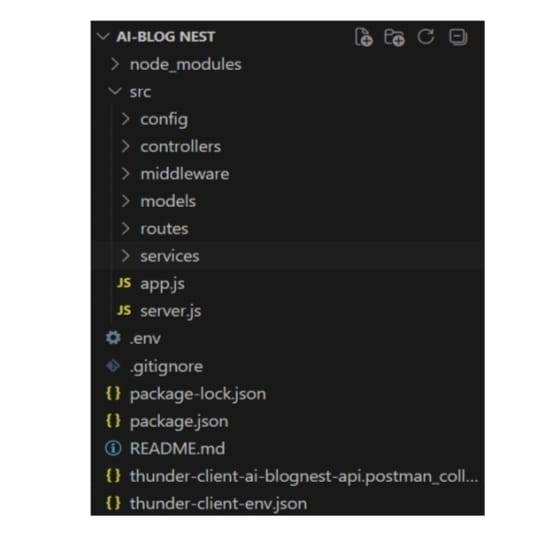 AI-BLOG NEST
node_modules
src
config
controllers
middleware
models
routes
services
JS app.js
JS server.js
.env
.gitignore
{} package-lock.json
{} package.json
README.md
{} thunder-client-ai-blognest-api.postman_coll...
{} thunder-client-env.json